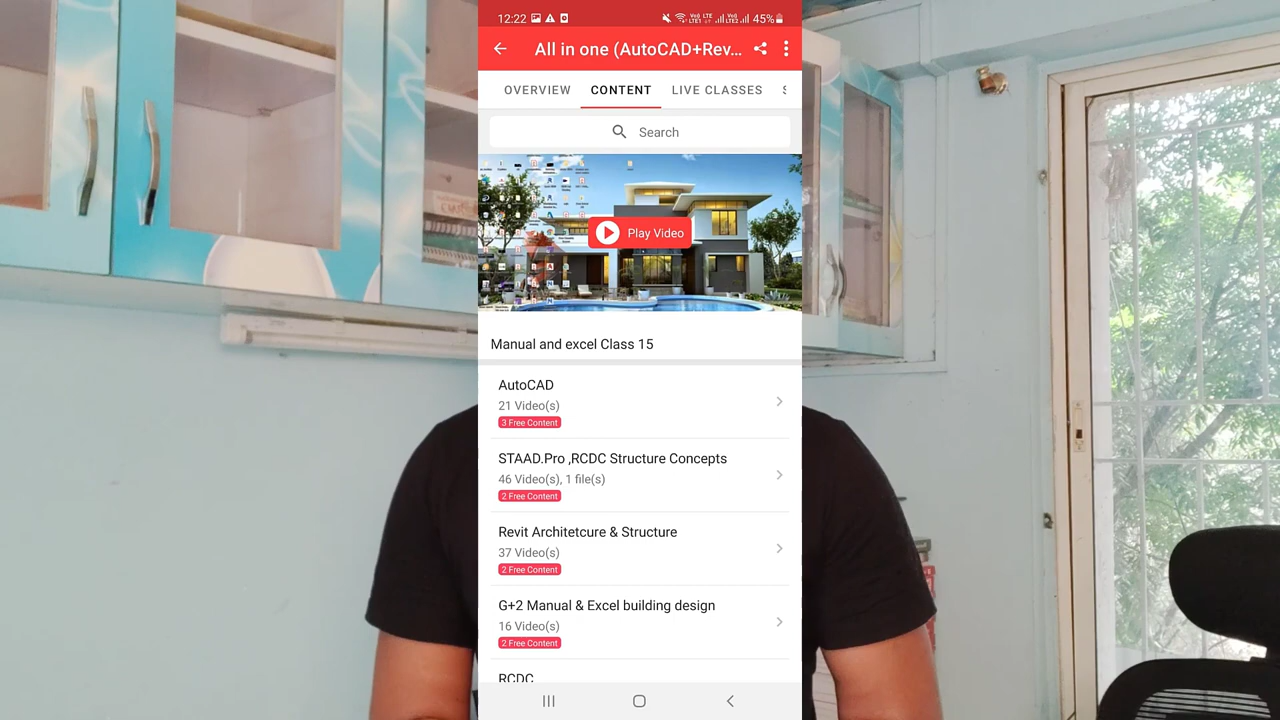 12:22 45%
All in one (AutoCAD+Rev...
OVERVIEW CONTENT LIVE CLASSES
Search
Play Video
Manual and excel Class 15
AutoCAD
21 Video(s)
3 Free Content
STAAD.Pro ,RCDC Structure Concepts
46 Video(s), 1 file(s)
2 Free Content
Revit Architetcure & Structure
37 Video(s)
2 Free Content
G+2 Manual & Excel building design
16 Video(s)
2 Free Content
RCDC